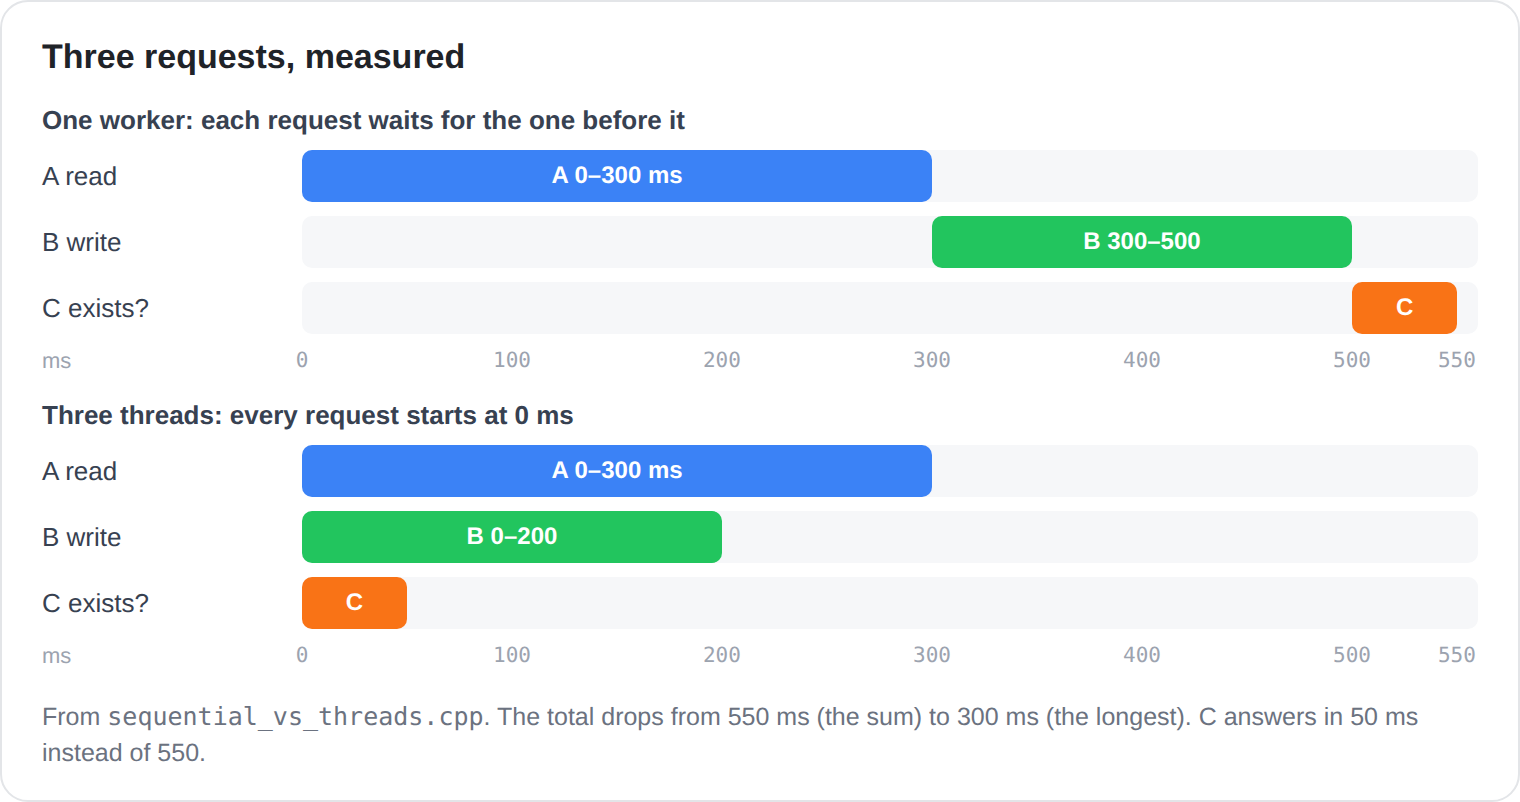 Three requests, measured
One worker: each request waits for the one before it
A read
A 0–300 ms
B write
B 300–500
C exists?
C
ms 0 100 200 300 400 500 550
Three threads: every request starts at 0 ms
A read
A 0–300 ms
B write
B 0–200
C exists?
C
ms 0 100 200 300 400 500 550
From sequential_vs_threads.cpp. The total drops from 550 ms (the sum) to 300 ms (the longest). C answers in 50 ms
instead of 550.